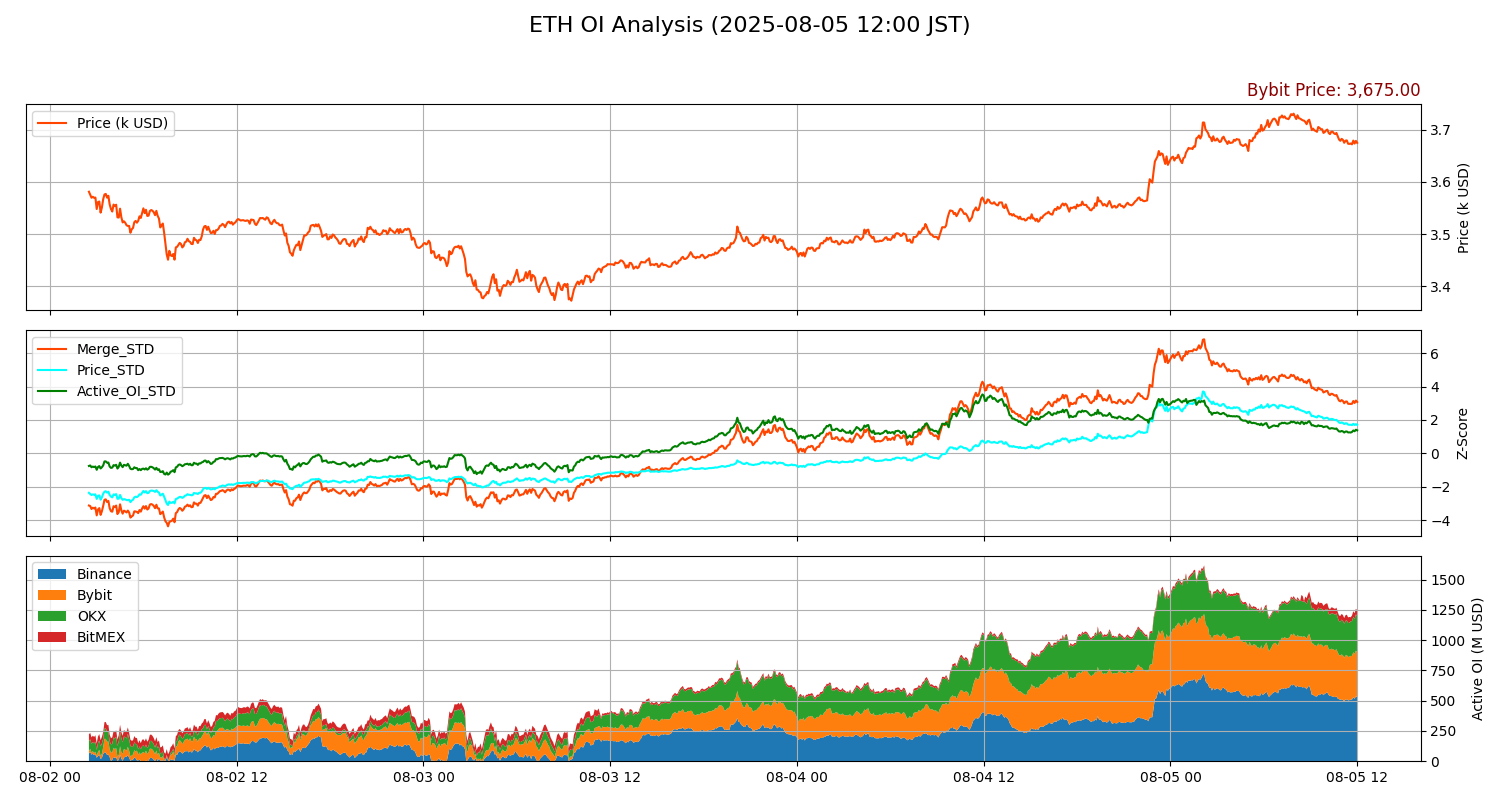 ETH OI Analysis (2025-08-05 12:00 JST)
Bybit Price: 3,675.00
Price (k USD)
3.7
3.6
3.5
3.4
Price (k USD)
Merge_STD
Price_STD
Active_OI_STD
6
4
2
0
−2
−4
Z-Score
Binance
Bybit
OKX
BitMEX
1500
1250
1000
750
500
250
0
Active OI (M USD)
08-02 00
08-02 12
08-03 00
08-03 12
08-04 00
08-04 12
08-05 00
08-05 12